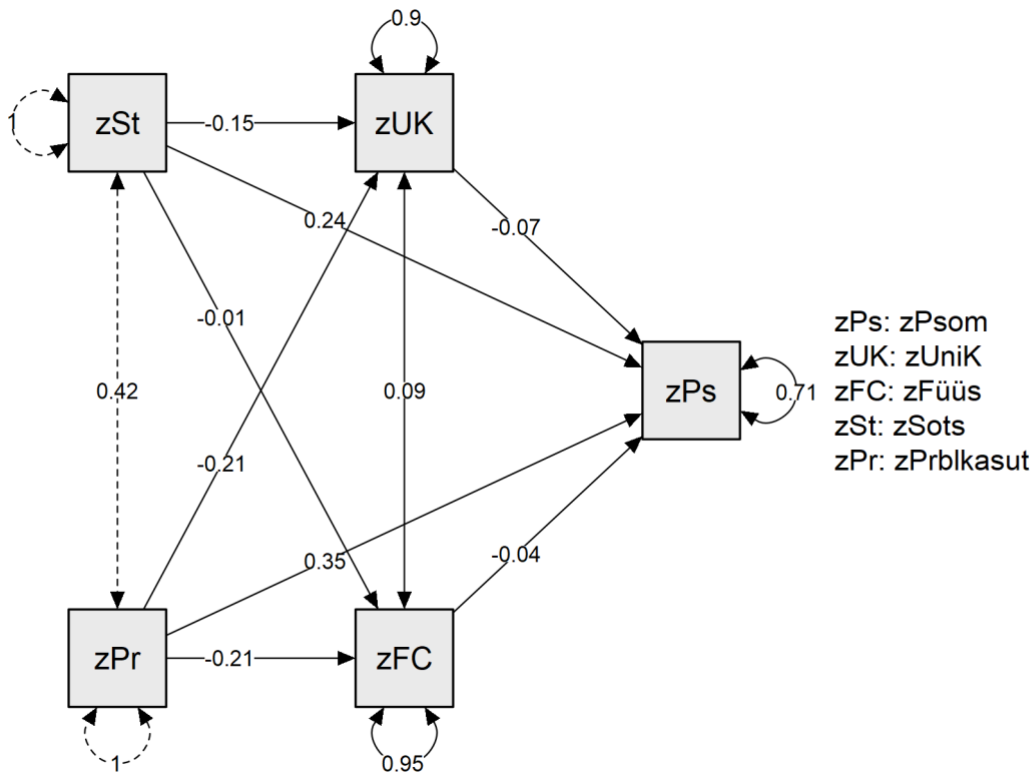 0.9
zSt
zUK
1
-0.15
0.24
-0.07
-0.01
0.42
0.09
zPs
0.71
-0.21
0.35
-0.04
zPr
-0.21
zFC
1
0.95
zPs: zPsom
zUK: zUniK
zFC: zFüüs
zSt: zSots
zPr: zPrblkasut